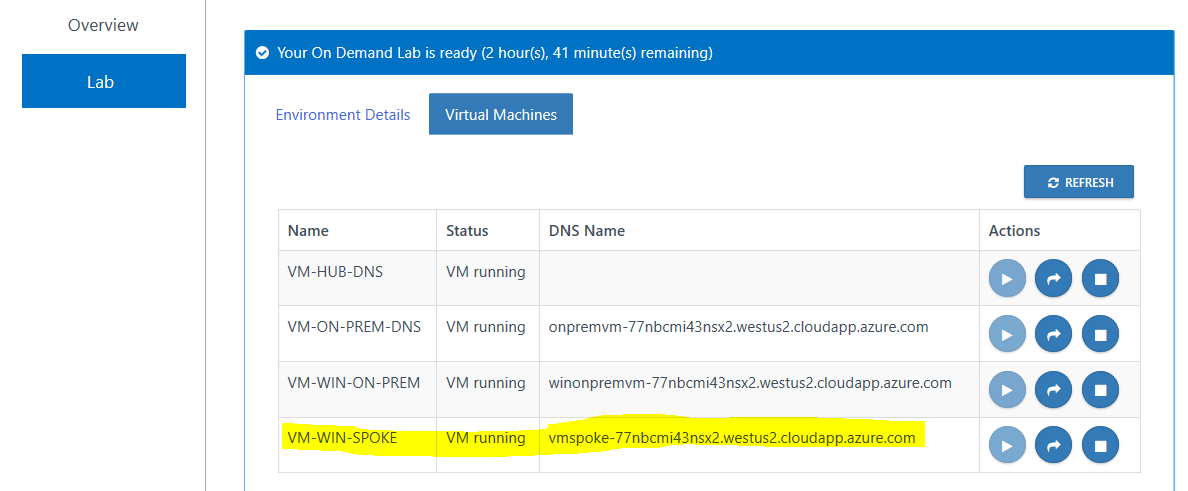 Overview
Lab
Your On Demand Lab is ready (2 hour(s), 41 minute(s) remaining)
Environment Details Virtual Machines
REFRESH
Name Status DNS Name Actions
VM-HUB-DNS VM running
VM-ON-PREM-DNS VM running onpremvm-77nbcmi43nsx2.westus2.cloudapp.azure.com
VM-WIN-ON-PREM VM running winonpremvm-77nbcmi43nsx2.westus2.cloudapp.azure.com
VM-WIN-SPOKE VM running vmspoke-77nbcmi43nsx2.westus2.cloudapp.azure.com